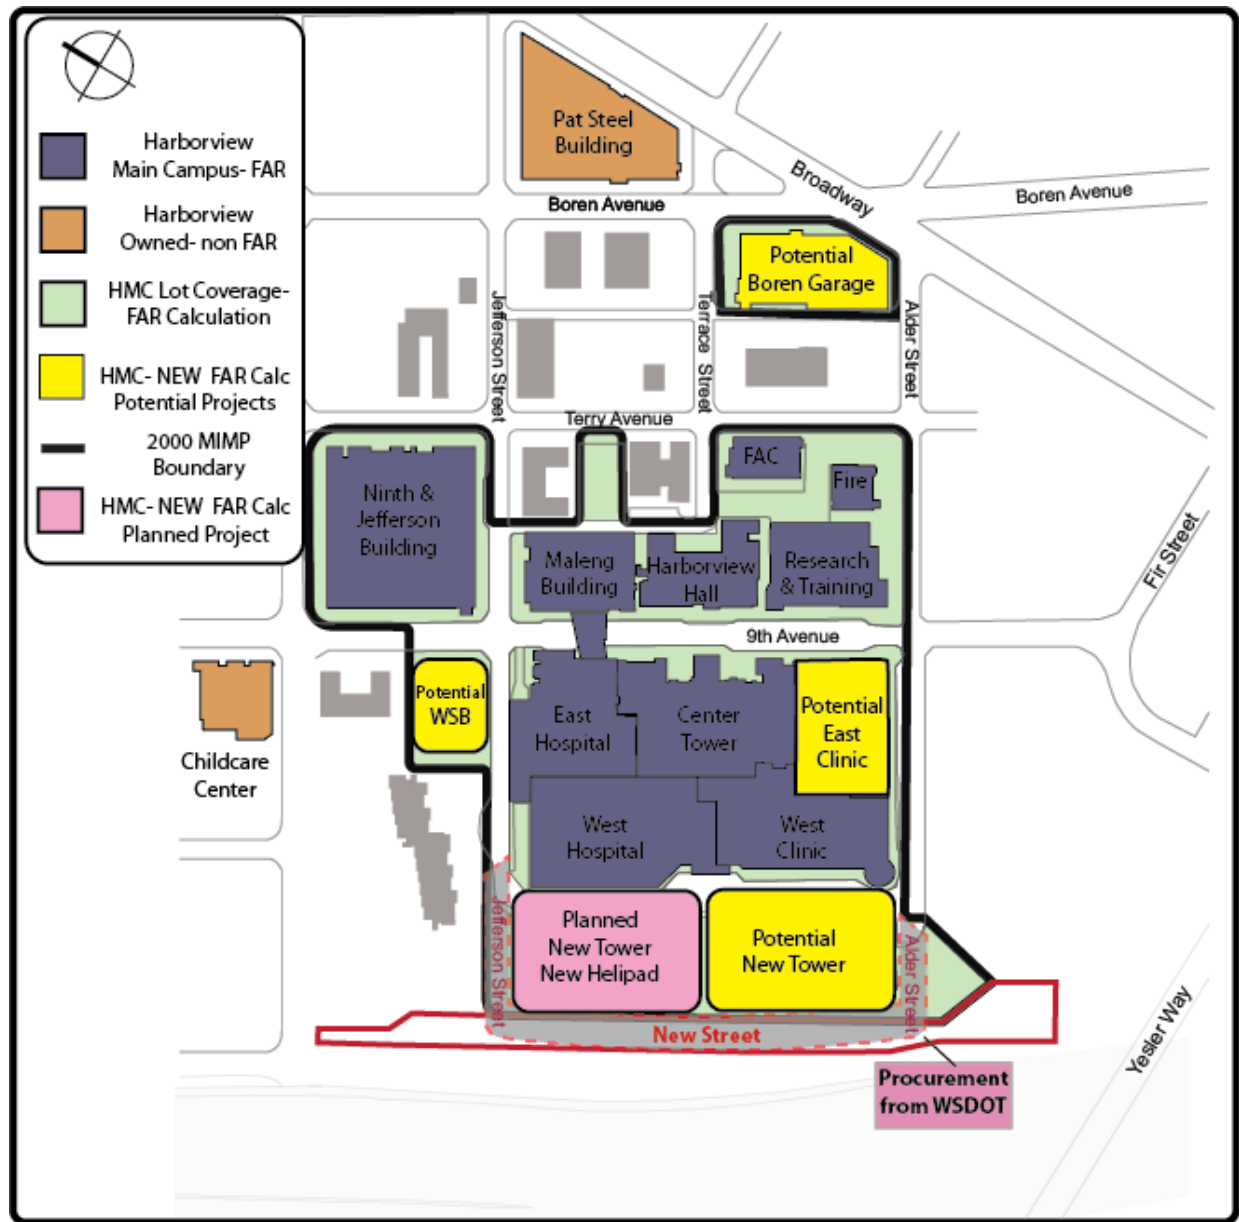 Harborview
Main Campus- FAR
Harborview
Owned- non FAR
HMC Lot Coverage-
FAR Calculation
HMC- NEW FAR Calc
Potential Projects
2000 MIMP
Boundary
HMC- NEW FAR Calc
Planned Project
Pat Steel
Building
Broadway
Boren Avenue
Boren Avenue
Potential
Boren Garage
Jefferson Street
Terrace Street
Alder Street
Terry Avenue
FAC
Fire
Ninth &
Jefferson
Building
Maleng
Building
Harborview
Hall
Research
& Training
Fir Street
9th Avenue
Potential
WSB
East
Hospital
Center
Tower
Potential
East
Clinic
Childcare
Center
West
Hospital
West
Clinic
Jefferson Street
Planned
New Tower
New Helipad
Potential
New Tower
Alder Street
New Street
Yesler Way
Procurement
from WSDOT